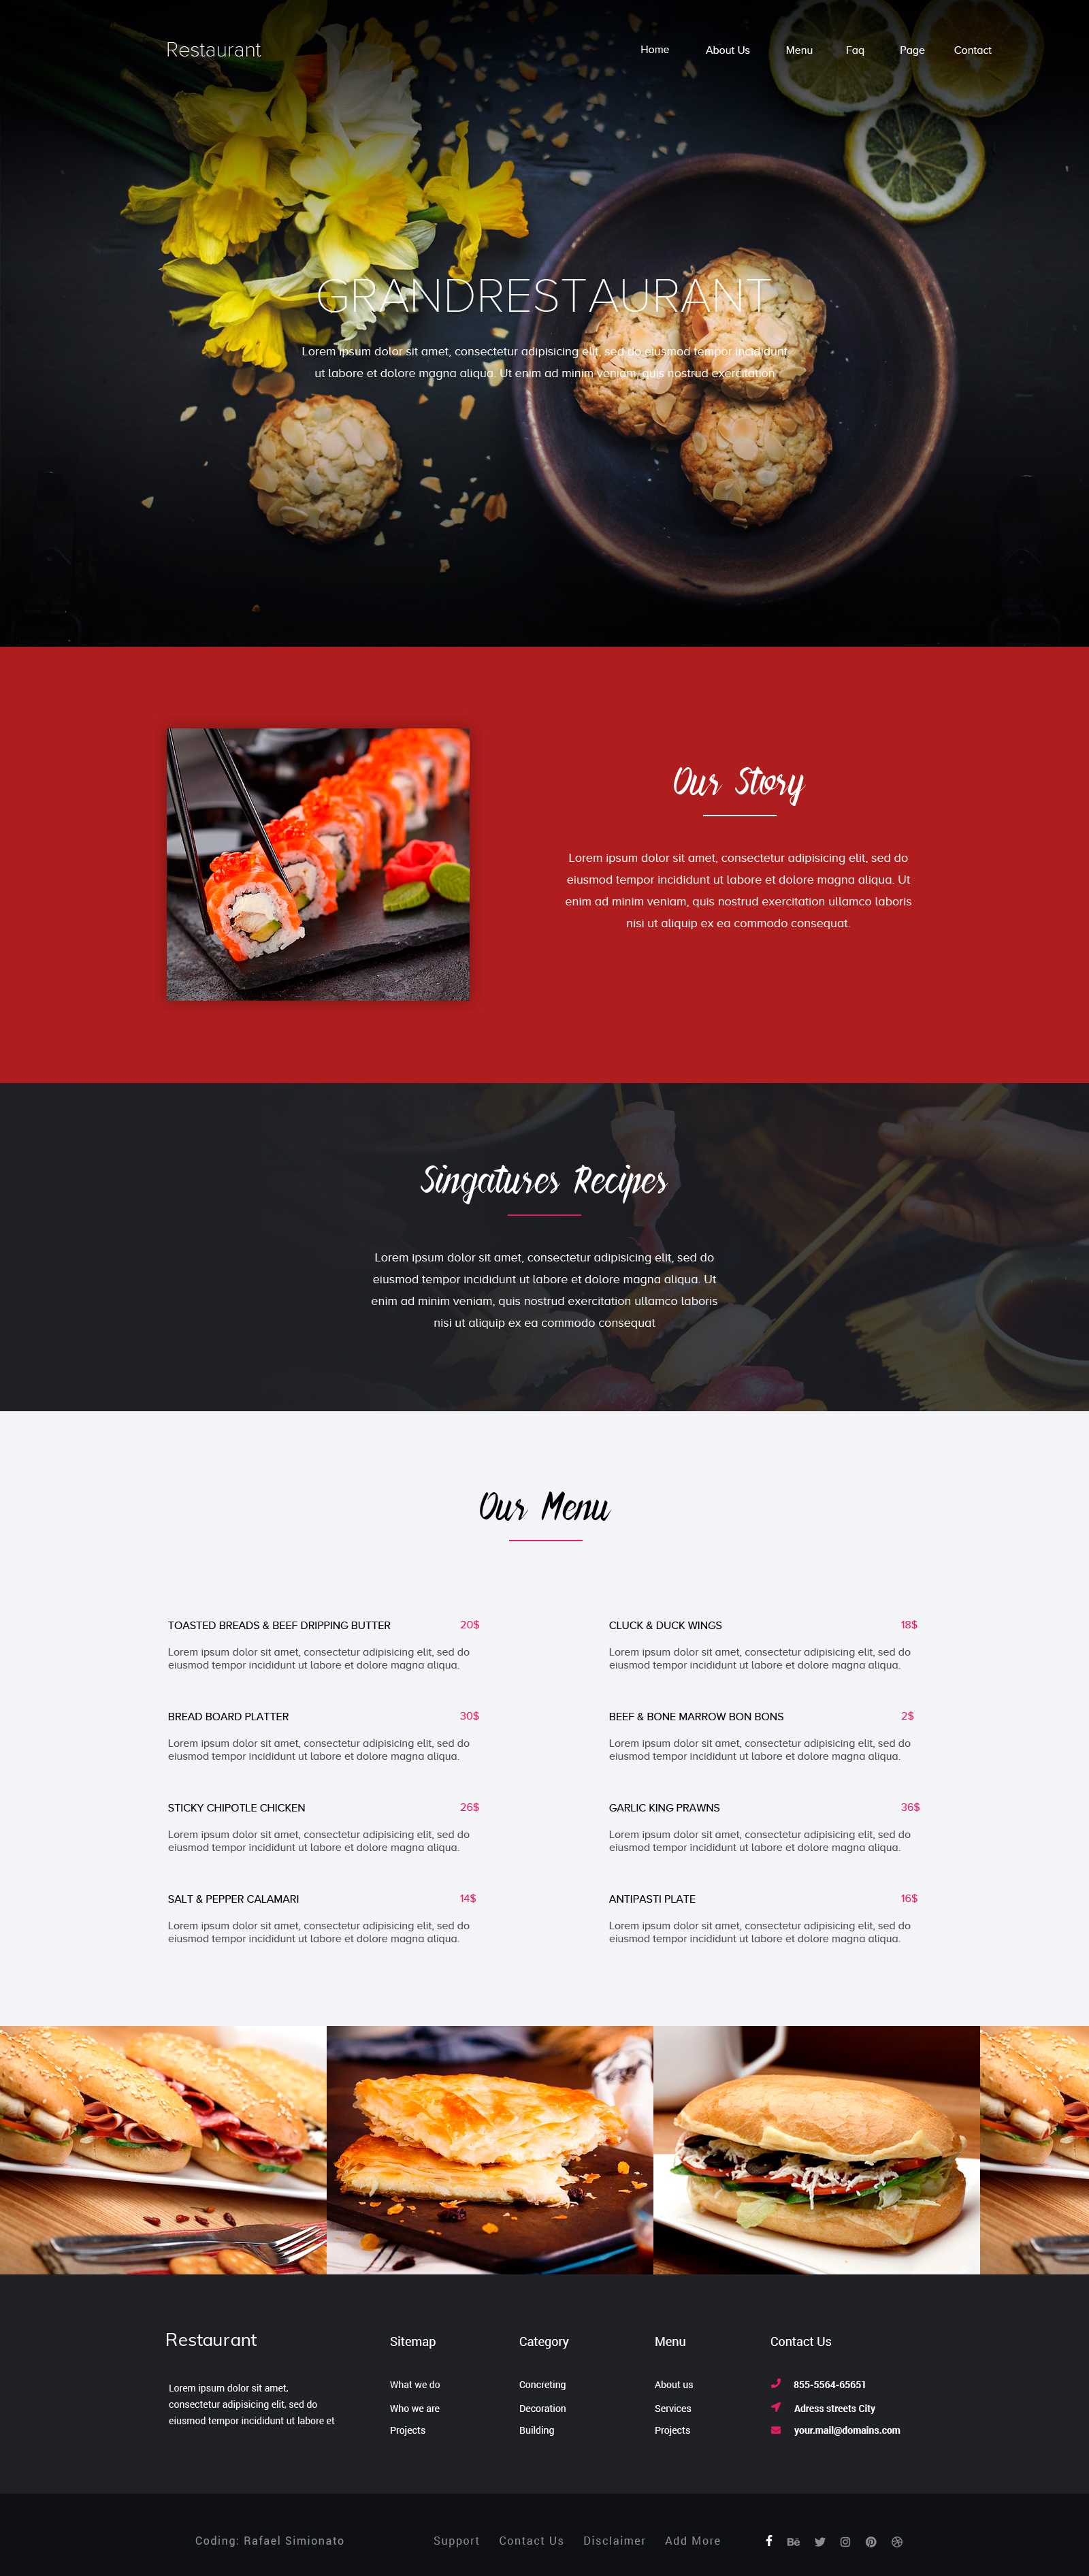 Restaurant
Home About Us Menu Faq Page Contact
GRANDRESTAURANT
Lorem ipsum dolor sit amet, consectetur adipisicing elit, sed do eiusmod tempor incididunt
ut labore et dolore magna aliqua. Ut enim ad minim veniam, quis nostrud exercitation
Our Story
Lorem ipsum dolor sit amet, consectetur adipisicing elit, sed do
eiusmod tempor incididunt ut labore et dolore magna aliqua. Ut
enim ad minim veniam, quis nostrud exercitation ullamco laboris
nisi ut aliquip ex ea commodo consequat.
Singatures Recipes
Lorem ipsum dolor sit amet, consectetur adipisicing elit, sed do
eiusmod tempor incididunt ut labore et dolore magna aliqua. Ut
enim ad minim veniam, quis nostrud exercitation ullamco laboris
nisi ut aliquip ex ea commodo consequat
Our Menu
TOASTED BREADS & BEEF DRIPPING BUTTER 20$
Lorem ipsum dolor sit amet, consectetur adipisicing elit, sed do
eiusmod tempor incididunt ut labore et dolore magna aliqua.
CLUCK & DUCK WINGS 18$
Lorem ipsum dolor sit amet, consectetur adipisicing elit, sed do
eiusmod tempor incididunt ut labore et dolore magna aliqua.
BREAD BOARD PLATTER 30$
Lorem ipsum dolor sit amet, consectetur adipisicing elit, sed do
eiusmod tempor incididunt ut labore et dolore magna aliqua.
BEEF & BONE MARROW BON BONS 2$
Lorem ipsum dolor sit amet, consectetur adipisicing elit, sed do
eiusmod tempor incididunt ut labore et dolore magna aliqua.
STICKY CHIPOTLE CHICKEN 26$
Lorem ipsum dolor sit amet, consectetur adipisicing elit, sed do
eiusmod tempor incididunt ut labore et dolore magna aliqua.
GARLIC KING PRAWNS 36$
Lorem ipsum dolor sit amet, consectetur adipisicing elit, sed do
eiusmod tempor incididunt ut labore et dolore magna aliqua.
SALT & PEPPER CALAMARI 14$
Lorem ipsum dolor sit amet, consectetur adipisicing elit, sed do
eiusmod tempor incididunt ut labore et dolore magna aliqua.
ANTIPASTI PLATE 16$
Lorem ipsum dolor sit amet, consectetur adipisicing elit, sed do
eiusmod tempor incididunt ut labore et dolore magna aliqua.
Restaurant
Lorem ipsum dolor sit amet,
consectetur adipisicing elit, sed do
eiusmod tempor incididunt ut labore et
Sitemap
What we do
Who we are
Projects
Category
Concreting
Decoration
Building
Menu
About us
Services
Projects
Contact Us
855-5564-65651
Adress streets City
your.mail@domains.com
Coding: Rafael Simionato
Support Contact Us Disclaimer Add More